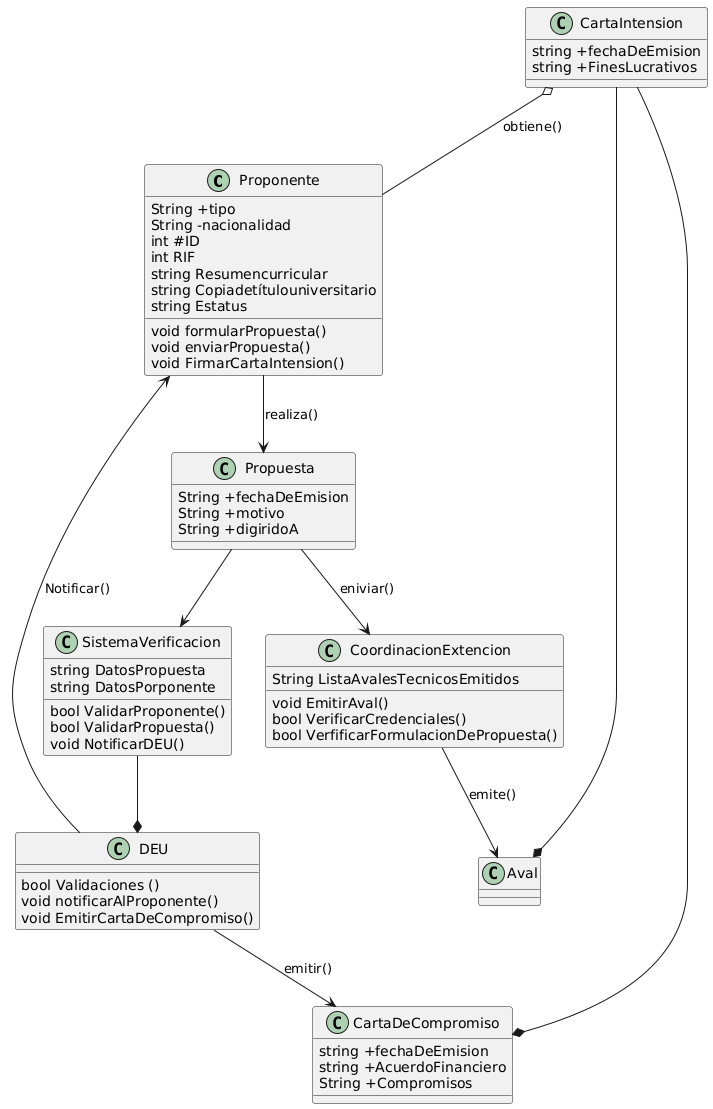 CartaIntension
string +fechaDeEmision
string +FinesLucrativos
obtiene()
Proponente
String +tipo
String -nacionalidad
int #ID
int RIF
string Resumencurricular
string Copiadetítulouniversitario
string Estatus
void formularPropuesta()
void enviarPropuesta()
void FirmarCartaIntension()
realiza()
Propuesta
String +fechaDeEmision
String +motivo
String +digiridoA
Notificar()
eniviar()
SistemaVerificacion
string DatosPropuesta
string DatosPorponente
bool ValidarProponente()
bool ValidarPropuesta()
void NotificarDEU()
CoordinacionExtencion
String ListaAvalesTecnicosEmitidos
void EmitirAval()
bool VerificarCredenciales()
bool VerfificarFormulacionDePropuesta()
emite()
DEU
bool Validaciones ()
void notificarAlProponente()
void EmitirCartaDeCompromiso()
Aval
emitir()
CartaDeCompromiso
string +fechaDeEmision
string +AcuerdoFinanciero
String +Compromisos